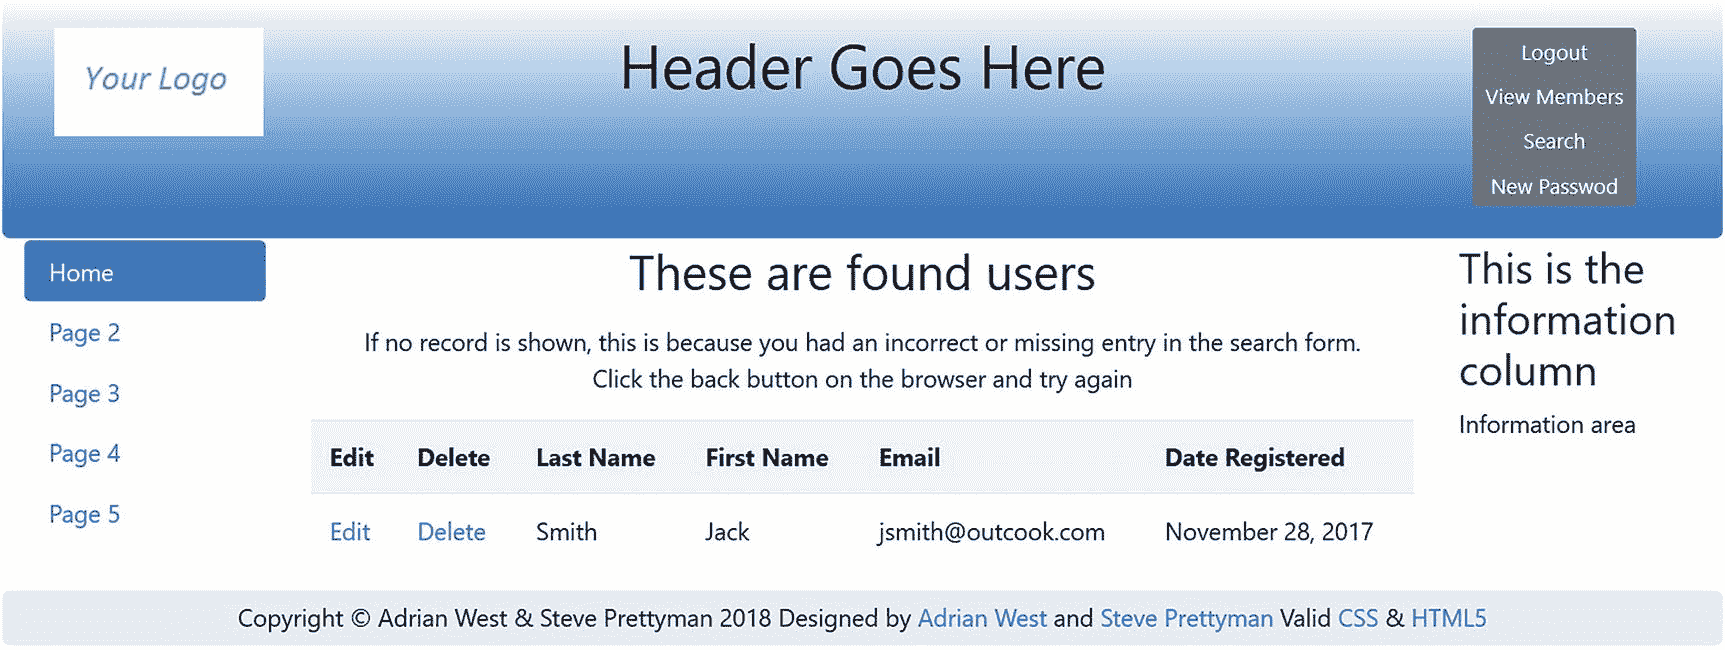 Your Logo
Header Goes Here
Logout
View Members
Search
New Passwod
Home
Page 2
Page 3
Page 4
Page 5
These are found users
If no record is shown, this is because you had an incorrect or missing entry in the search form.
Click the back button on the browser and try again
Edit Delete Last Name First Name Email Date Registered
Edit Delete Smith Jack jsmith@outcook.com November 28, 2017
This is the
information
column
Information area
Copyright © Adrian West & Steve Prettyman 2018 Designed by Adrian West and Steve Prettyman Valid CSS & HTML5